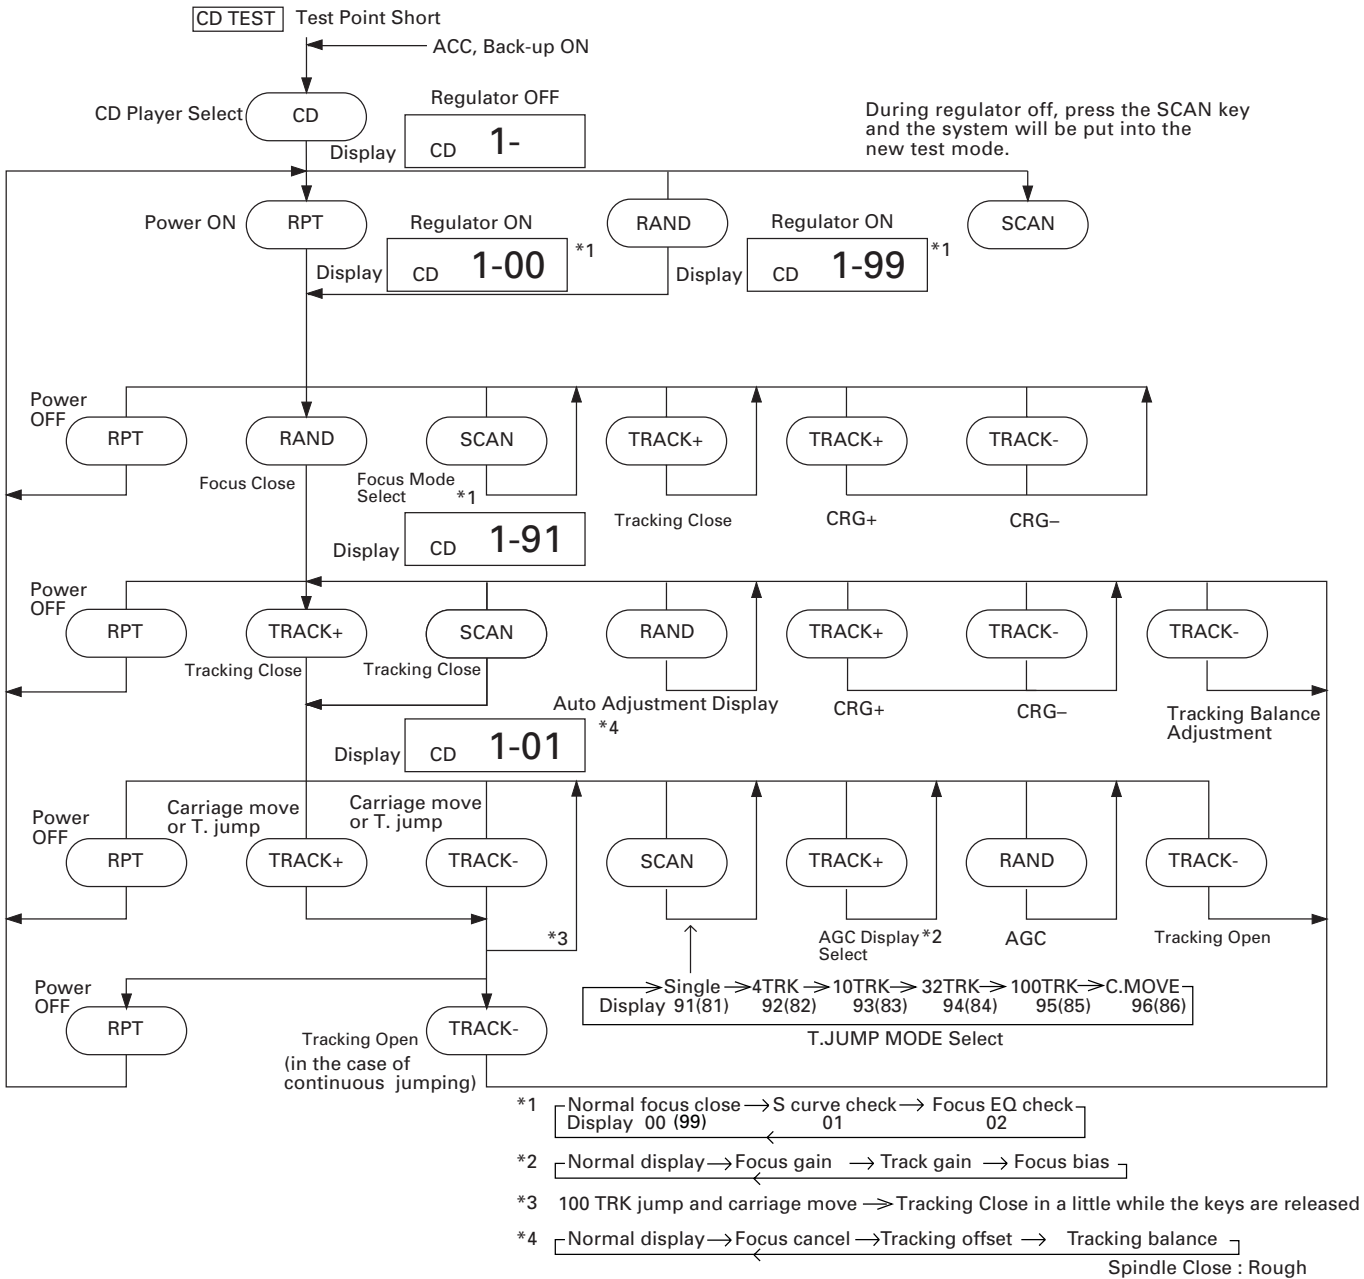 CD TEST Test Point Short
ACC, Back-up ON
CD Player Select
CD
Regulator OFF
Display
CD 1-
During regulator off, press the SCAN key
and the system will be put into the
new test mode.
Power ON
RPT
Regulator ON
Display
CD 1-00
*1
RAND
Regulator ON
Display
CD 1-99
*1
SCAN
Power
OFF
RPT
RAND
Focus Close
SCAN
Focus Mode
Select *1
TRACK+
Tracking Close
TRACK+
CRG+
TRACK-
CRG–
Display
CD 1-91
Power
OFF
RPT
TRACK+
Tracking Close
SCAN
Tracking Close
RAND
Auto Adjustment Display
*4
TRACK+
CRG+
TRACK-
CRG–
TRACK-
Tracking Balance
Adjustment
Display
CD 1-01
Power
OFF
RPT
Carriage move
or T. jump
TRACK+
Carriage move
or T. jump
TRACK-
*3
SCAN
TRACK+
AGC Display *2
Select
RAND
AGC
TRACK-
Tracking Open
Single 4TRK 10TRK 32TRK 100TRK C.MOVE
Display 91(81) 92(82) 93(83) 94(84) 95(85) 96(86)
T.JUMP MODE Select
Power
OFF
RPT
Tracking Open
(in the case of
continuous jumping)
TRACK-
*1 Normal focus close S curve check Focus EQ check
Display 00 (99) 01 02
*2 Normal display Focus gain Track gain Focus bias
*3 100 TRK jump and carriage move Tracking Close in a little while the keys are released
*4 Normal display Focus cancel Tracking offset Tracking balance
Spindle Close : Rough